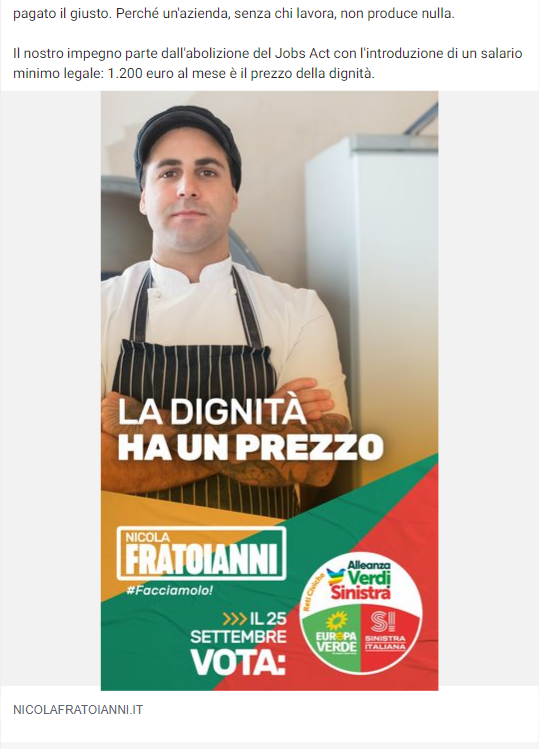 pagato il giusto. Perché un'azienda, senza chi lavora, non produce nulla.
Il nostro impegno parte dall'abolizione del Jobs Act con l'introduzione di un salario
minimo legale: 1.200 euro al mese è il prezzo della dignità.
LA DIGNITÀ
HA UN PREZZO
NICOLA
FRATOIANNI
#Facciamolo!
>>> IL 25
SETTEMBRE
VOTA:
Reti Civiche
Alleanza
Verdi
Sinistra
EUROPA
VERDE
SI
SINISTRA
ITALIANA
NICOLAFRATOIANNI.IT